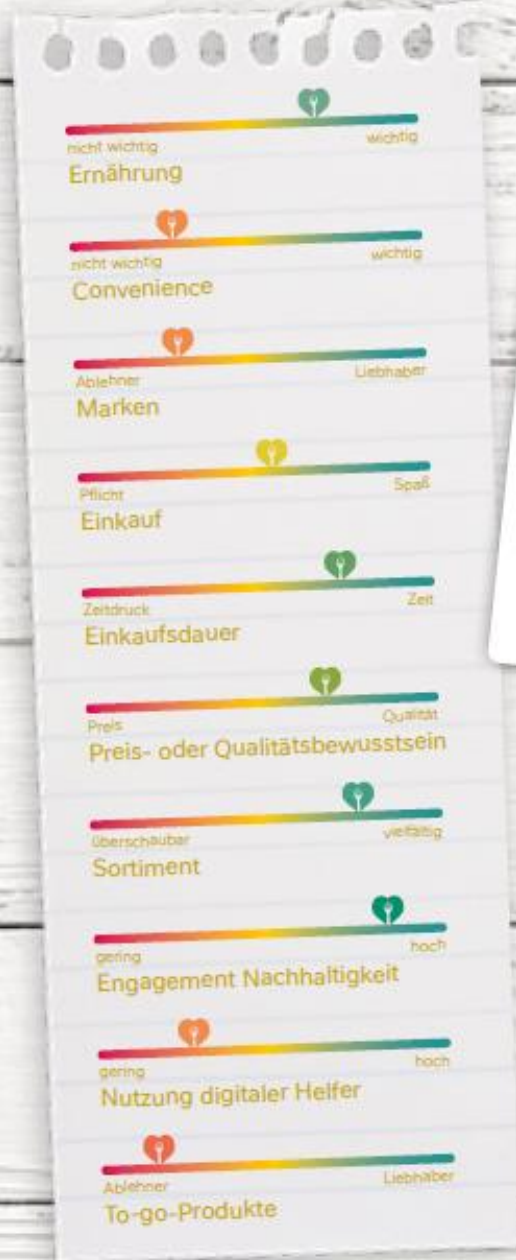 nicht wichtig wichtig
Ernährung
nicht wichtig wichtig
Convenience
Ablehner Liebhaber
Marken
Pflicht Spaß
Einkauf
Zeitdruck Zeit
Einkaufsdauer
Preis Qualität
Preis- oder Qualitätsbewusstsein
überschaubar vielfältig
Sortiment
gering hoch
Engagement Nachhaltigkeit
gering hoch
Nutzung digitaler Helfer
Ablehner Liebhaber
To-go-Produkte